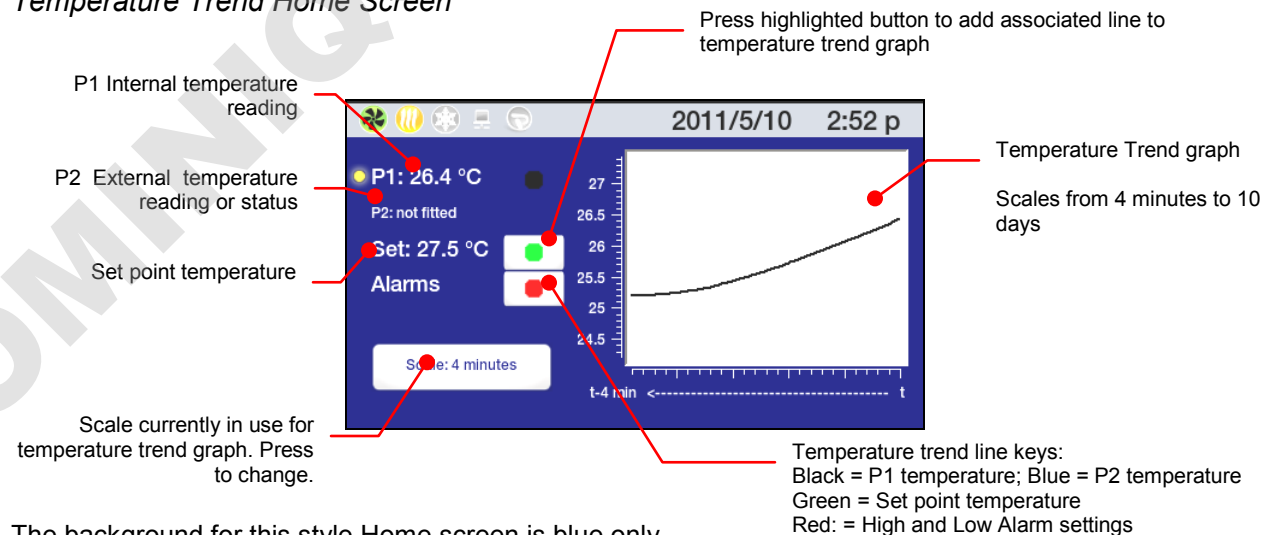 Temperature Trend Home Screen
Press highlighted button to add associated line to
temperature trend graph
P1 Internal temperature
reading
P2 External temperature
reading or status
Set point temperature
Scale currently in use for
temperature trend graph. Press
to change.
2011/5/10 2:52 p
P1: 26.4 °C
P2: not fitted
Set: 27.5 °C
Alarms
Scale: 4 minutes
27
26.5
26
25.5
25
24.5
t-4 min <---------------------------------------- t
Temperature Trend graph
Scales from 4 minutes to 10
days
Temperature trend line keys:
Black = P1 temperature; Blue = P2 temperature
Green = Set point temperature
Red: = High and Low Alarm settings
The background for this style Home screen is blue only
OMINIQ